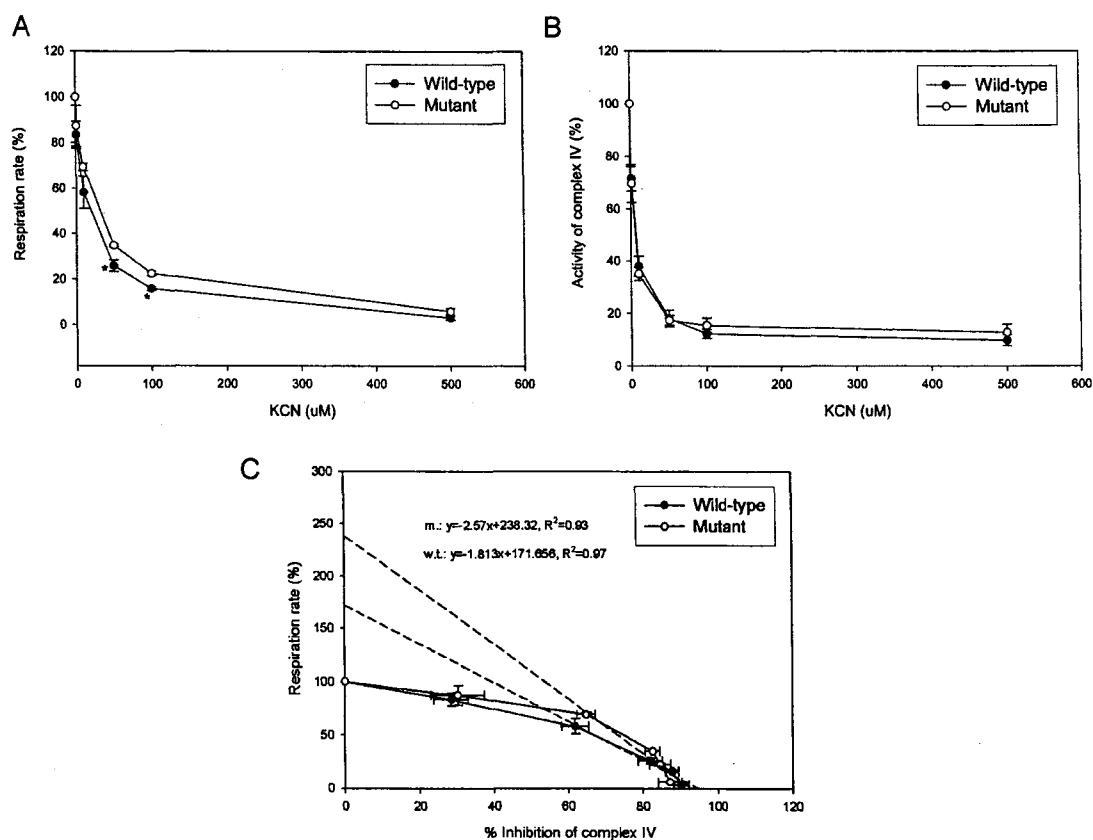 A
120
100
80
60
40
20
0
Respiration rate (%)
Wild-type
Mutant
*
*
0 100 200 300 400 500 600
KCN (uM)
B
120
100
80
60
40
20
0
Activity of complex IV (%)
Wild-type
Mutant
0 100 200 300 400 500 600
KCN (uM)
C
300
250
200
150
100
50
0
Respiration rate (%)
Wild-type
Mutant
m.: y=-2.57x+238.32, R²=0.93
w.t.: y=-1.813x+171.656, R²=0.97
0 20 40 60 80 100 120
% Inhibition of complex IV